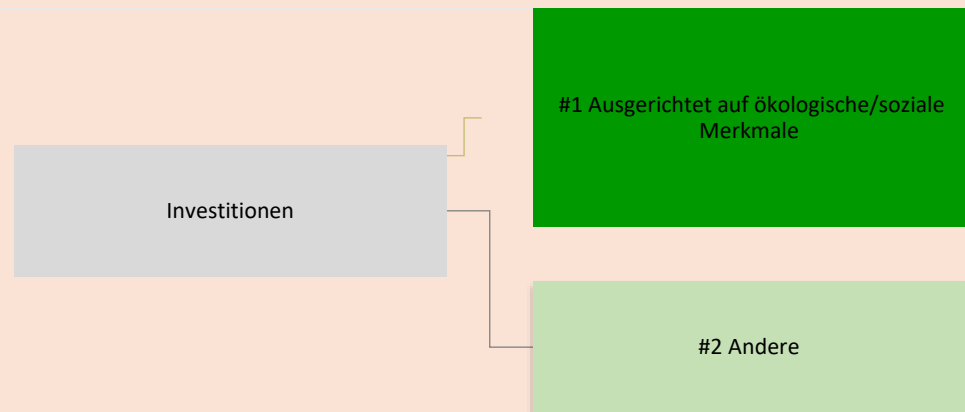 #1 Ausgerichtet auf ökologische/soziale
Merkmale
Investitionen
#2 Andere